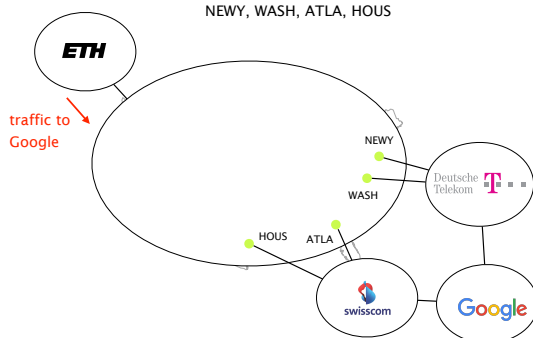 NEWY, WASH, ATLA, HOUS
ETH
traffic to
Google
NEWY
Deutsche
Telekom
T
WASH
HOUS
ATLA
swisscom
Google